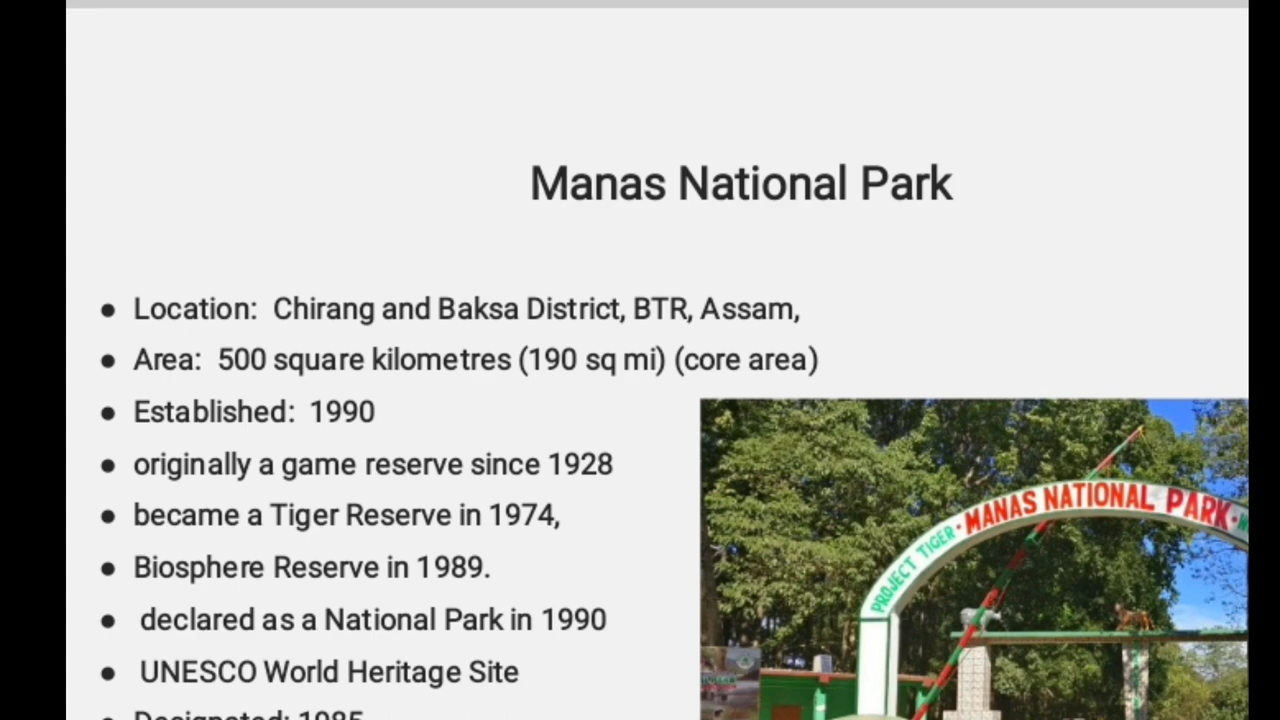 Manas National Park
● Location: Chirang and Baksa District, BTR, Assam,
● Area: 500 square kilometres (190 sq mi) (core area)
● Established: 1990
● originally a game reserve since 1928
● became a Tiger Reserve in 1974,
● Biosphere Reserve in 1989.
● declared as a National Park in 1990
● UNESCO World Heritage Site
● Designated: 1985
PROJECT TIGER · MANAS NATIONAL PARK ·